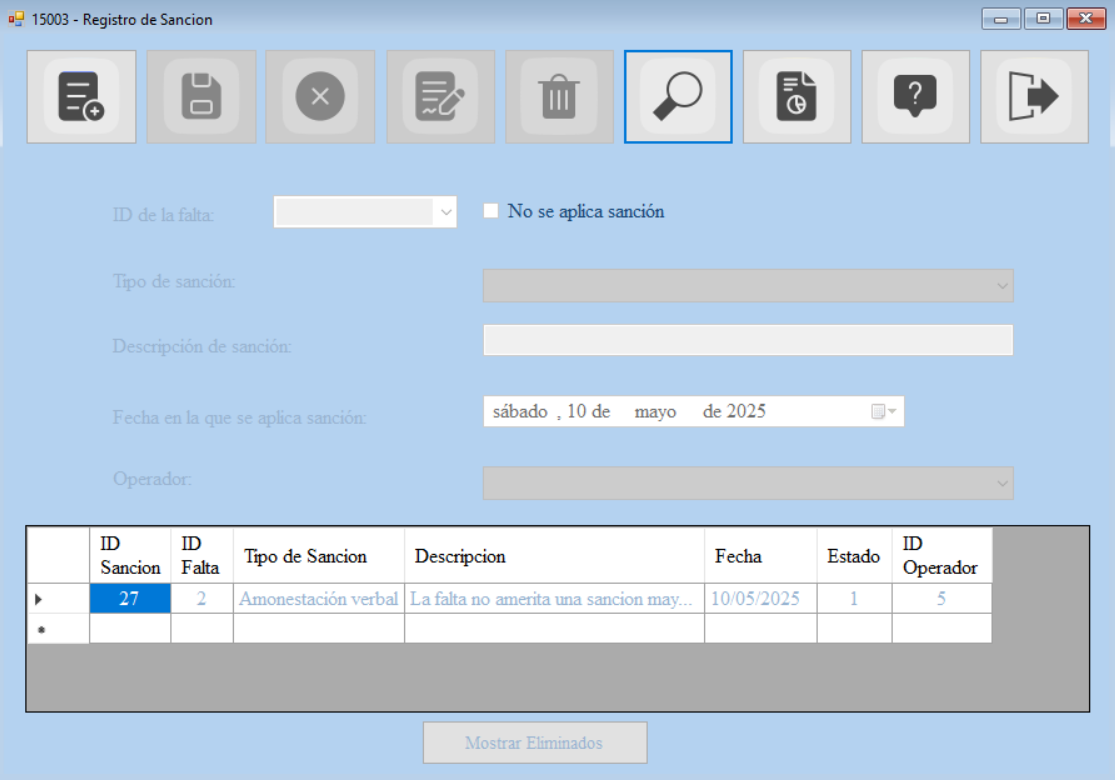 15003 - Registro de Sancion
ID de la falta:
No se aplica sanción
Tipo de sanción:
Descripción de sanción:
Fecha en la que se aplica sanción:
sábado , 10 de mayo de 2025
Operador:
ID Sancion
ID Falta
Tipo de Sancion
Descripcion
Fecha
Estado
ID Operador
27 2 Amonestación verbal La falta no amerita una sancion may... 10/05/2025 1 5
Mostrar Eliminados